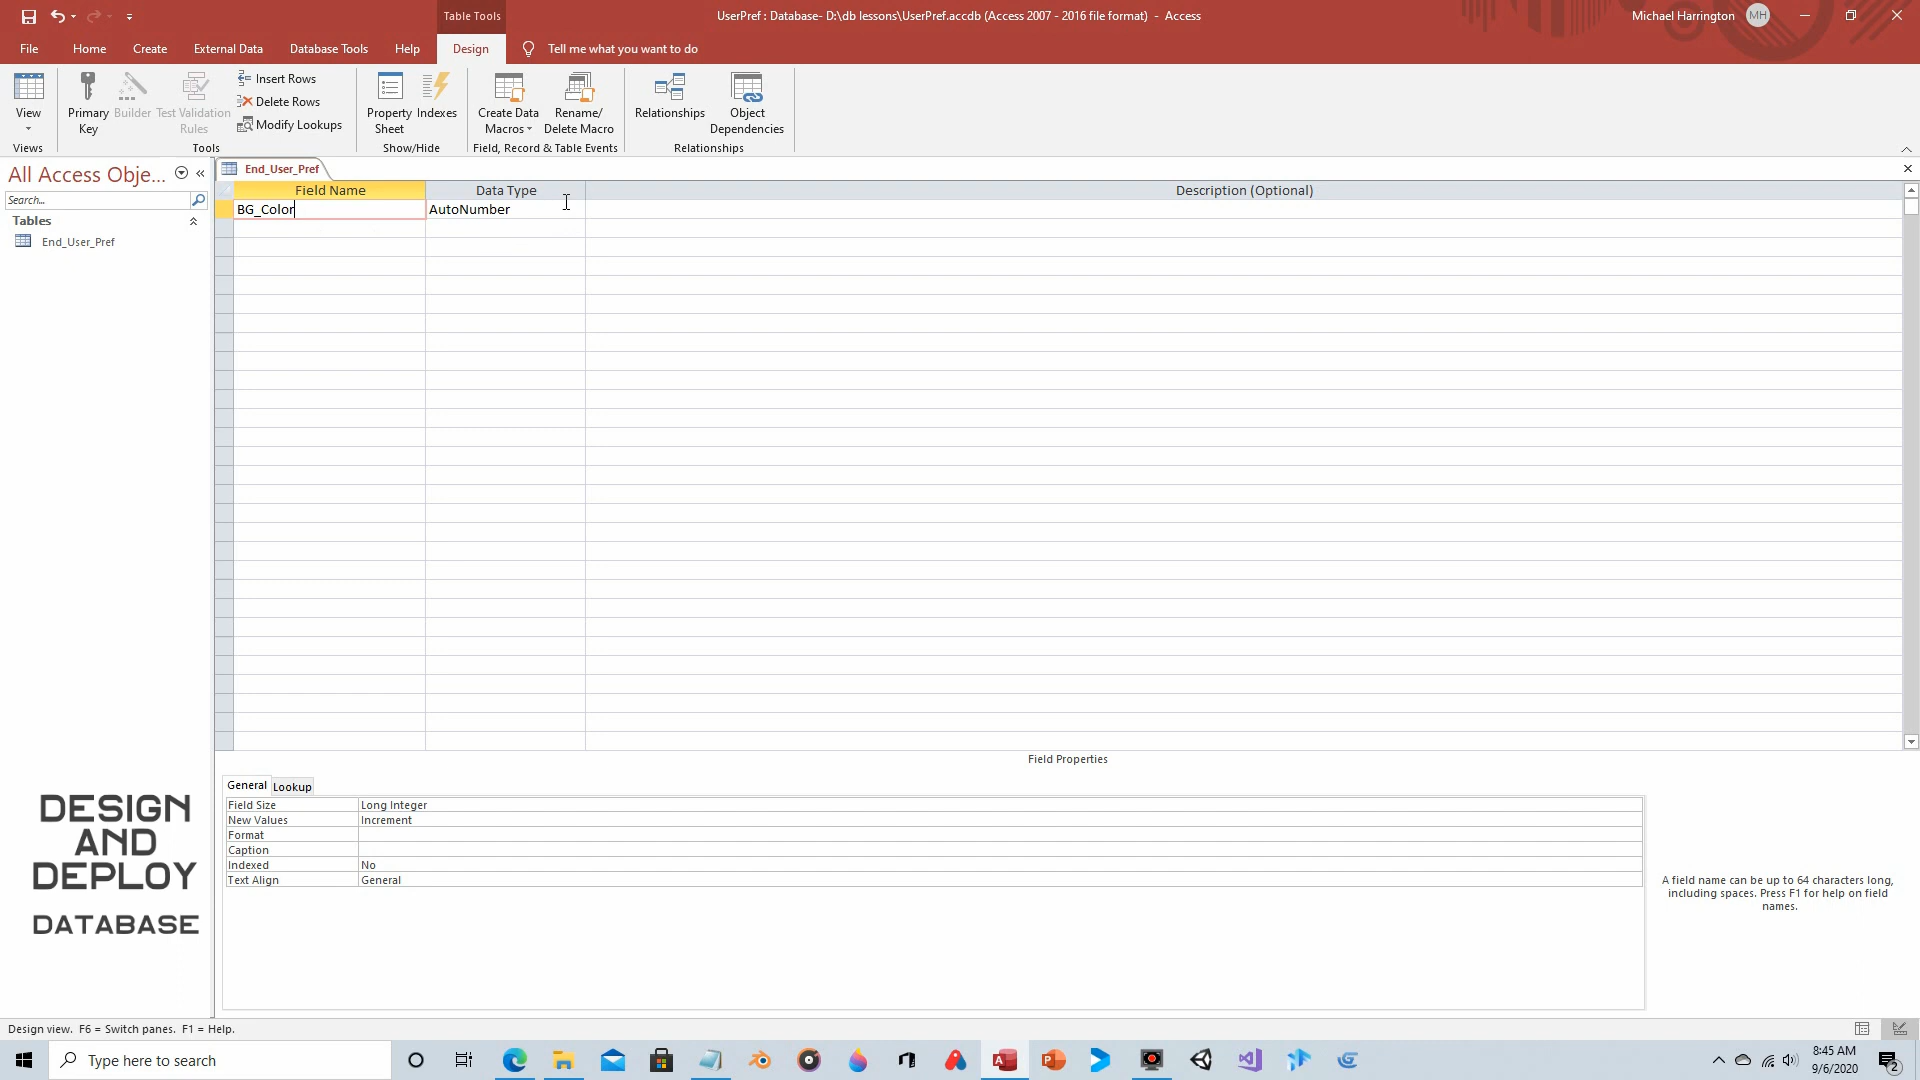 Table Tools
UserPref : Database- D:\db lessons\UserPref.accdb (Access 2007 - 2016 file format)  -  Access
Michael Harrington
MH
File
Home
Create
External Data
Database Tools
Help
Design
Tell me what you want to do
View
Primary
Key
Builder
Test Validation
Rules
Insert Rows
Delete Rows
Modify Lookups
Property
Sheet
Indexes
Create Data
Macros
Rename/
Delete Macro
Relationships
Object
Dependencies
Views
Tools
Show/Hide
Field, Record & Table Events
Relationships
All Access Obje...
Search...
Tables
End_User_Pref
End_User_Pref
Field Name
Data Type
Description (Optional)
BG_Color
AutoNumber
Field Properties
General
Lookup
Field Size
Long Integer
New Values
Increment
Format
Caption
Indexed
No
Text Align
General
A field name can be up to 64 characters long,
including spaces. Press F1 for help on field
names.
DESIGN
AND
DEPLOY
DATABASE
Design view.  F6 = Switch panes.  F1 = Help.
Type here to search
8:45 AM
9/6/2020
2